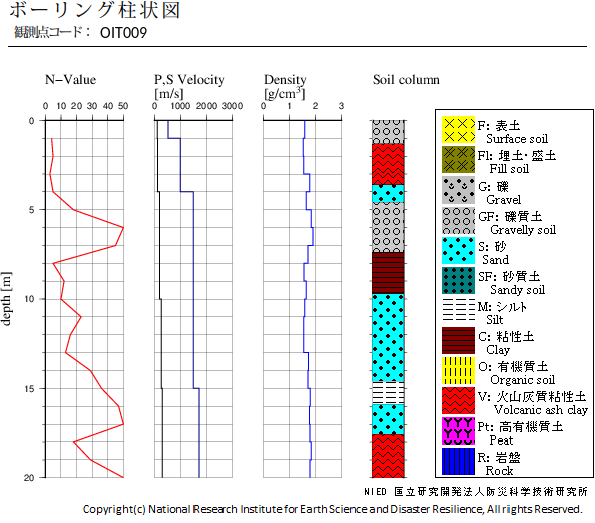 ボーリング柱状図
観測点コード： OIT009
N−Value
P,S Velocity
[m/s]
Density
[g/cm3]
Soil column
0 10 20 30 40 50
0 1000 2000 3000
0 1 2 3
0
5
10
15
20
depth [m]
F: 表土
Surface soil
Fl: 埋土・盛土
Fill soil
G: 礫
Gravel
GF: 礫質土
Gravelly soil
S: 砂
Sand
SF: 砂質土
Sandy soil
M: シルト
Silt
C: 粘性土
Clay
O: 有機質土
Organic soil
V: 火山灰質粘性土
Volcanic ash clay
Pt: 高有機質土
Peat
R: 岩盤
Rock
NIED 国立研究開発法人防災科学技術研究所
Copyright(c) National Research Institute for Earth Science and Disaster Resilience, All rights Reserved.